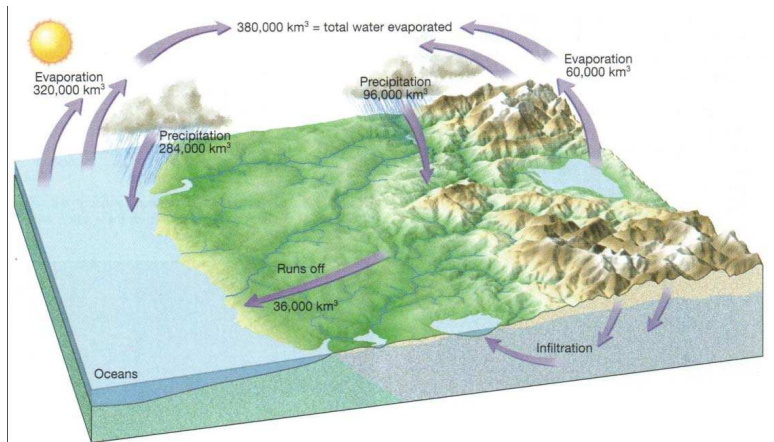 380,000 km³ = total water evaporated
Evaporation
320,000 km³
Evaporation
60,000 km³
Precipitation
96,000 km³
Precipitation
284,000 km³
Runs off
36,000 km³
Infiltration
Oceans